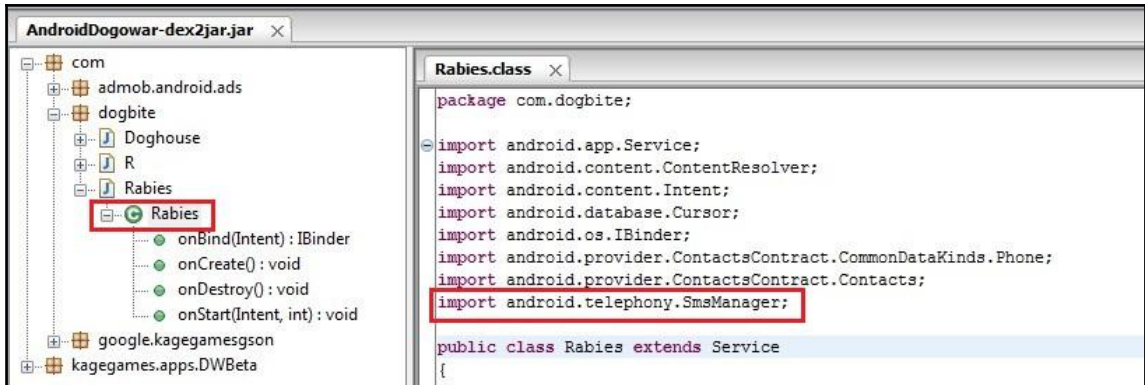 AndroidDogowar-dex2jar.jar
com
admob.android.ads
dogbite
Doghouse
R
Rabies
Rabies
onBind(Intent) : IBinder
onCreate() : void
onDestroy() : void
onStart(Intent, int) : void
google.kagegamesgson
kagegames.apps.DWBeta
Rabies.class
package com.dogbite;
import android.app.Service;
import android.content.ContentResolver;
import android.content.Intent;
import android.database.Cursor;
import android.os.IBinder;
import android.provider.ContactsContract.CommonDataKinds.Phone;
import android.provider.ContactsContract.Contacts;
import android.telephony.SmsManager;
public class Rabies extends Service
{